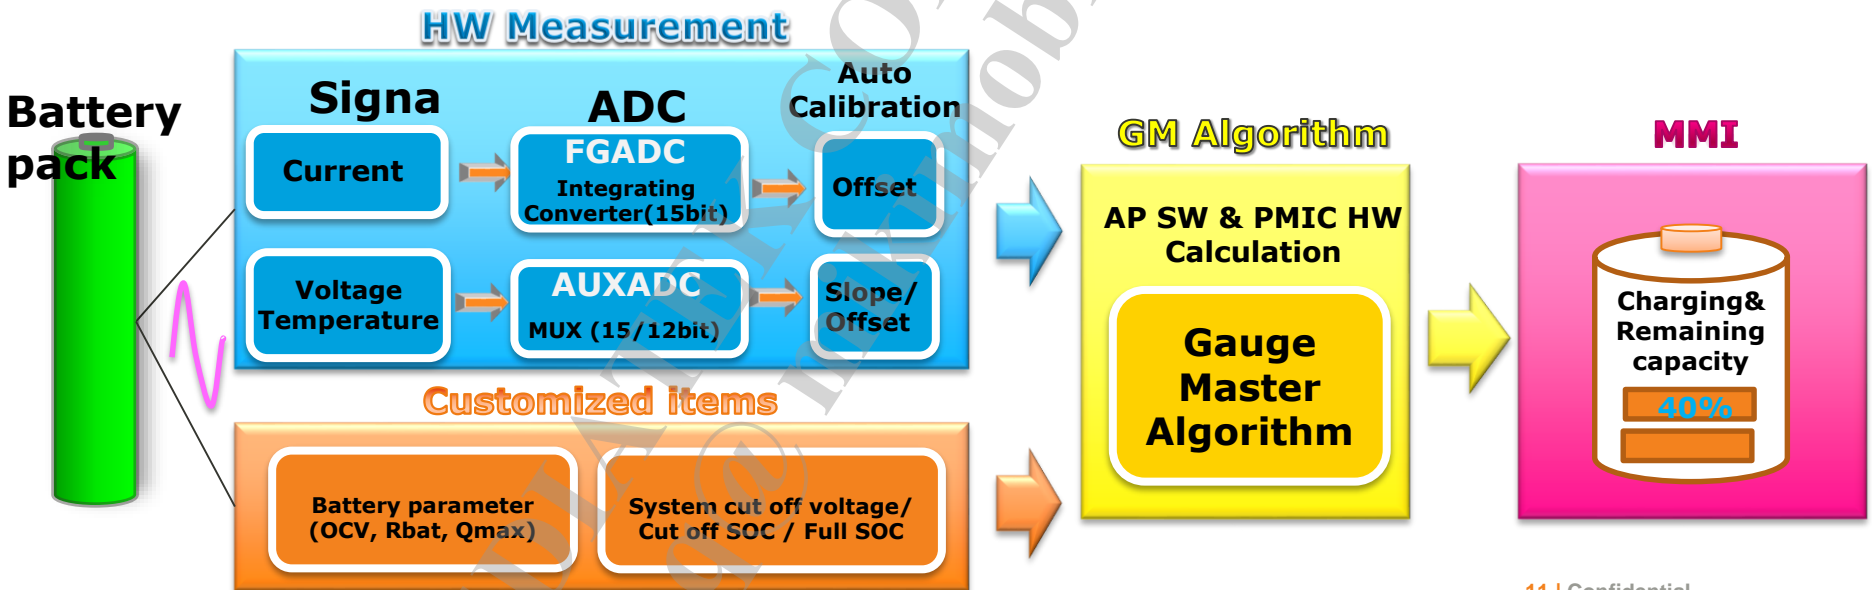 HW Measurement
Battery
pack
Signa
ADC
Auto
Calibration
Current
FGADC
Integrating
Converter(15bit)
Offset
Voltage
Temperature
AUXADC
MUX (15/12bit)
Slope/
Offset
Customized items
Battery parameter
(OCV, Rbat, Qmax)
System cut off voltage/
Cut off SOC / Full SOC
GM Algorithm
AP SW & PMIC HW
Calculation
Gauge
Master
Algorithm
MMI
Charging&
Remaining
capacity
40%
11 | Confidential